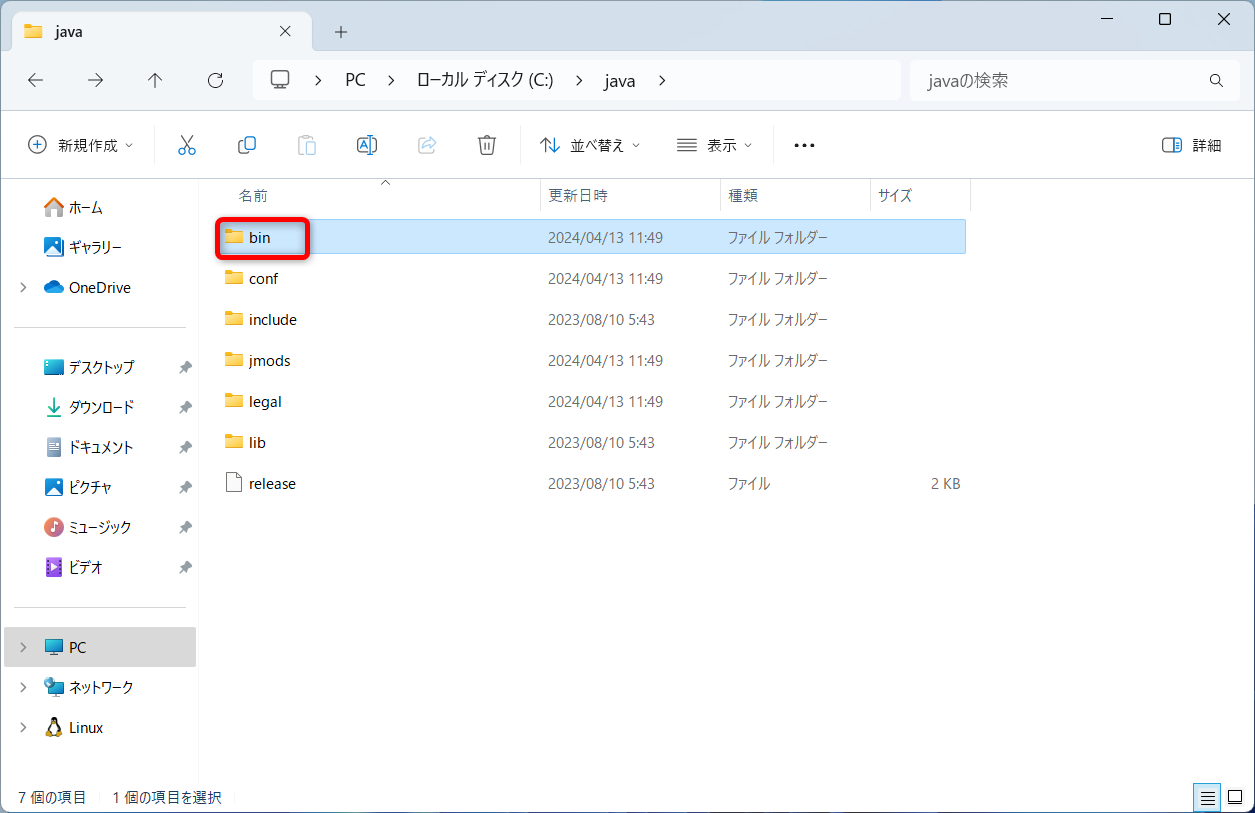 java
PC ローカル ディスク (C:) java
javaの検索
新規作成 並べ替え 表示 詳細
名前 更新日時 種類 サイズ
ホーム
ギャラリー
OneDrive
デスクトップ
ダウンロード
ドキュメント
ピクチャ
ミュージック
ビデオ
PC
ネットワーク
Linux
bin 2024/04/13 11:49 ファイル フォルダー
conf 2024/04/13 11:49 ファイル フォルダー
include 2023/08/10 5:43 ファイル フォルダー
jmods 2024/04/13 11:49 ファイル フォルダー
legal 2024/04/13 11:49 ファイル フォルダー
lib 2023/08/10 5:43 ファイル フォルダー
release 2023/08/10 5:43 ファイル 2 KB
7 個の項目 1 個の項目を選択